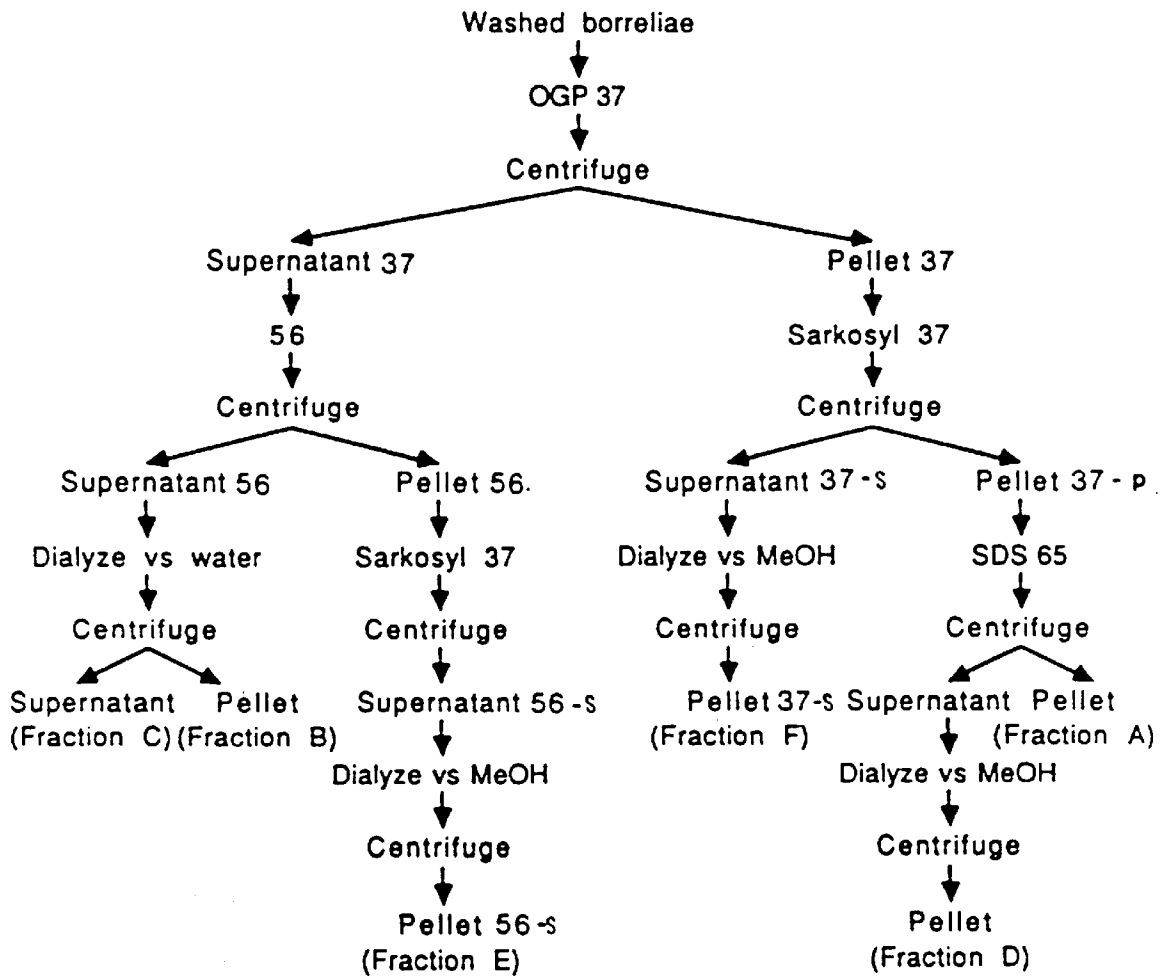 Washed borreliae
OGP 37
Centrifuge
Supernatant 37 Pellet 37
56 Sarkosyl 37
Centrifuge Centrifuge
Supernatant 56 Pellet 56. Supernatant 37-s Pellet 37-p
Dialyze vs water Sarkosyl 37 Dialyze vs MeOH SDS 65
Centrifuge Centrifuge Centrifuge Centrifuge
Supernatant Pellet Supernatant 56-s Pellet 37-s Supernatant Pellet
(Fraction C) (Fraction B) (Fraction F) (Fraction A)
Dialyze vs MeOH Dialyze vs MeOH
Centrifuge Centrifuge
Pellet 56-s Pellet
(Fraction E) (Fraction D)